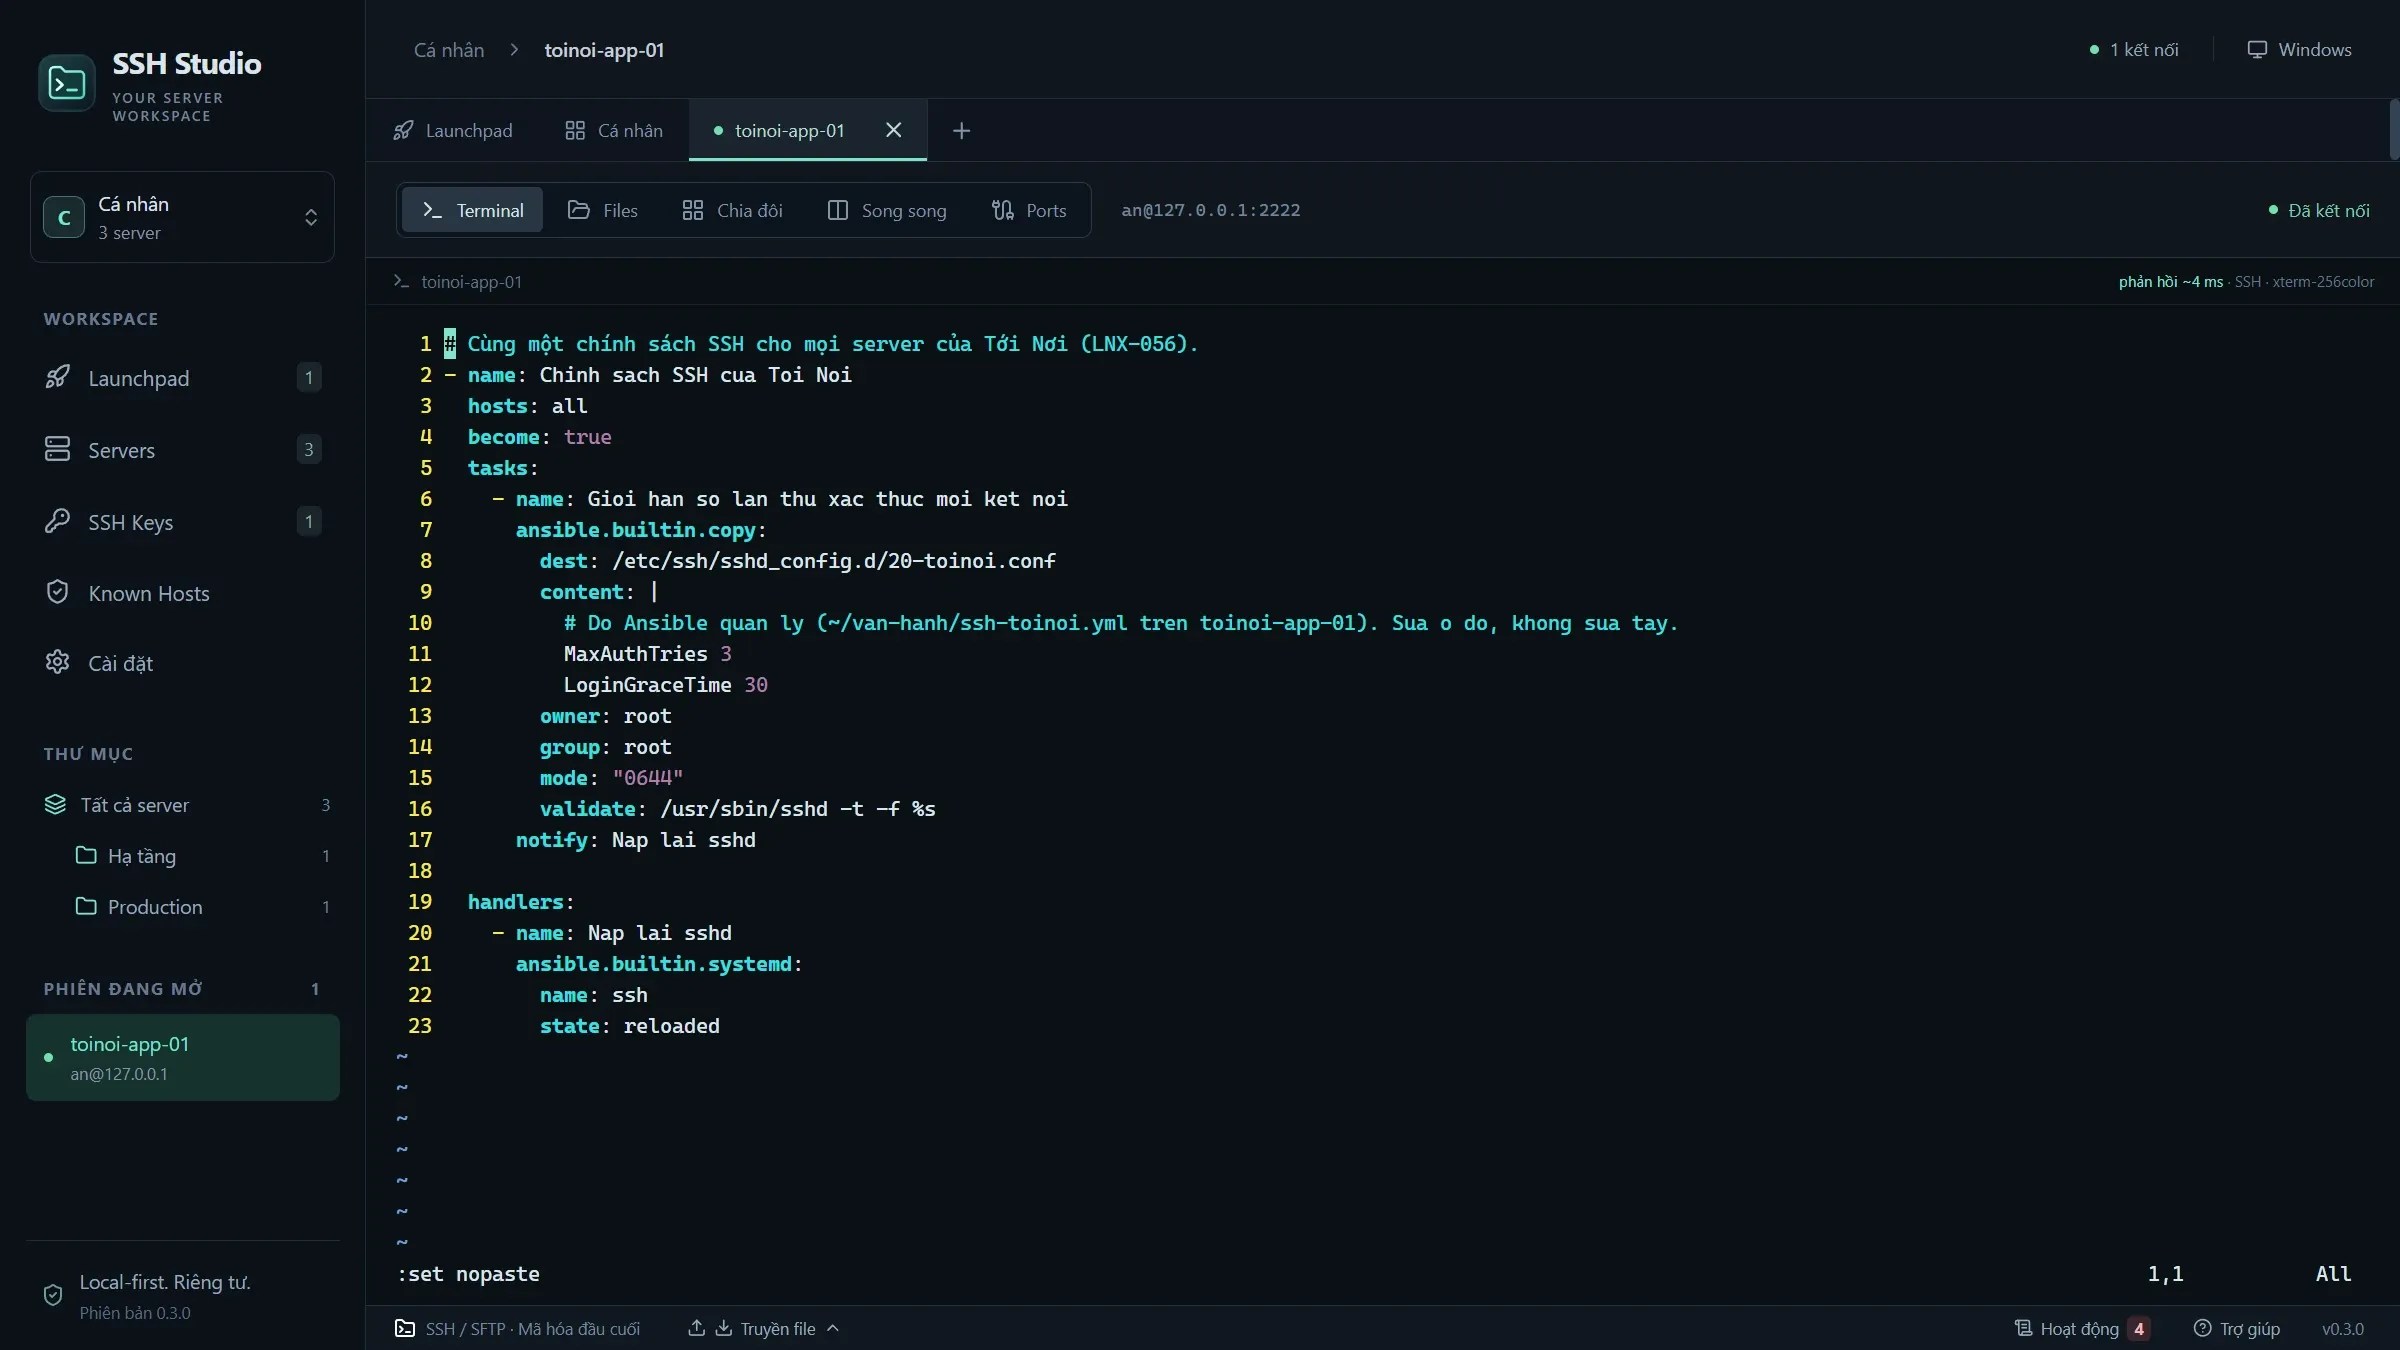 SSH Studio
YOUR SERVER
WORKSPACE
C
Cá nhân
3 server
WORKSPACE
Launchpad 1
Servers 3
SSH Keys 1
Known Hosts
Cài đặt
THƯ MỤC
Tất cả server 3
Hạ tầng 1
Production 1
PHIÊN ĐANG MỞ 1
toinoi-app-01
an@127.0.0.1
Local-first. Riêng tư.
Phiên bản 0.3.0
Cá nhân > toinoi-app-01
1 kết nối
Windows
Launchpad
Cá nhân
toinoi-app-01
Terminal
Files
Chia đôi
Song song
Ports
an@127.0.0.1:2222
Đã kết nối
toinoi-app-01
phản hồi ~4 ms · SSH · xterm-256color
1 # Cùng một chính sách SSH cho mọi server của Tới Nơi (LNX-056).
2 - name: Chinh sach SSH cua Toi Noi
3   hosts: all
4   become: true
5   tasks:
6     - name: Gioi han so lan thu xac thuc moi ket noi
7       ansible.builtin.copy:
8         dest: /etc/ssh/sshd_config.d/20-toinoi.conf
9         content: |
10           # Do Ansible quan ly (~/van-hanh/ssh-toinoi.yml tren toinoi-app-01). Sua o do, khong sua tay.
11           MaxAuthTries 3
12           LoginGraceTime 30
13         owner: root
14         group: root
15         mode: "0644"
16         validate: /usr/sbin/sshd -t -f %s
17       notify: Nap lai sshd
18
19   handlers:
20     - name: Nap lai sshd
21       ansible.builtin.systemd:
22         name: ssh
23         state: reloaded
~
~
~
~
~
~
~
:set nopaste 1,1 All
SSH / SFTP · Mã hóa đầu cuối
Truyền file
Hoạt động 4
Trợ giúp
v0.3.0